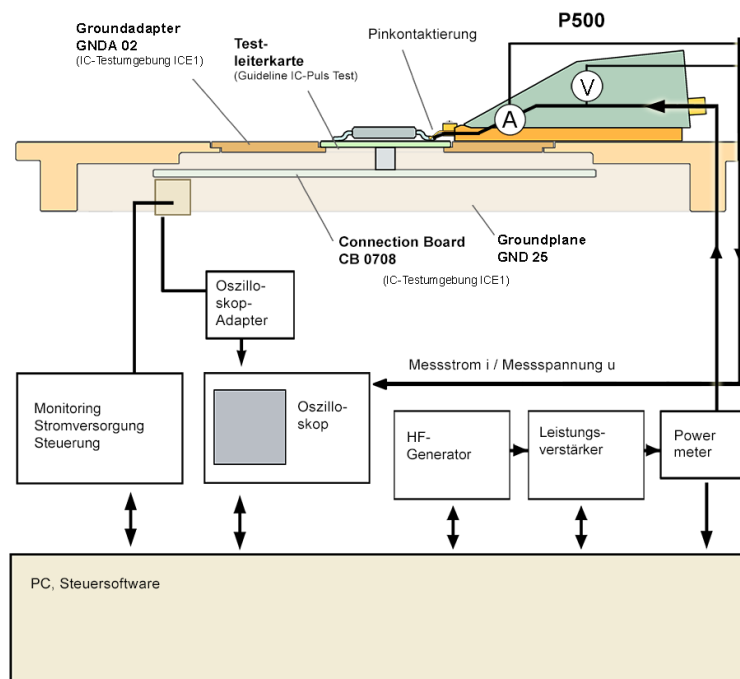 P500
Groundadapter
GNDA 02
(IC-Testumgebung ICE1)
Test-
leiterkarte
(Guideline IC-Puls Test)
Pinkontaktierung
A
V
Connection Board
CB 0708
Groundplane
GND 25
(IC-Testumgebung ICE1)
Oszillo-
skop-
Adapter
Messstrom i / Messspannung u
Monitoring
Stromversorgung
Steuerung
Oszillo-
skop
HF-
Generator
Leistungs-
verstärker
Power
meter
PC, Steuersoftware